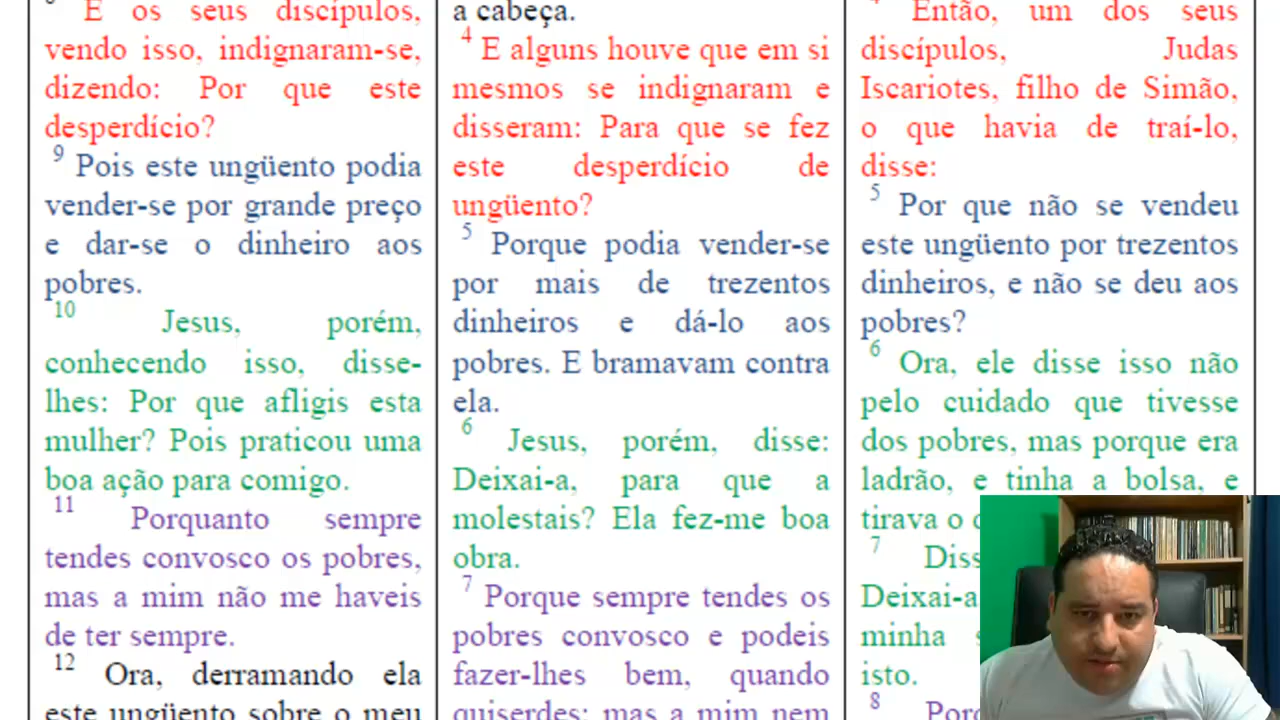 E os seus discípulos,
vendo isso, indignaram-se,
dizendo: Por que este
desperdício?
9 Pois este ungüento podia
vender-se por grande preço
e dar-se o dinheiro aos
pobres.
10 Jesus, porém,
conhecendo isso, disse-
lhes: Por que afligis esta
mulher? Pois praticou uma
boa ação para comigo.
11 Porquanto sempre
tendes convosco os pobres,
mas a mim não me haveis
de ter sempre.
12 Ora, derramando ela
este ungüento sobre o meu
a cabeça.
4 E alguns houve que em si
mesmos se indignaram e
disseram: Para que se fez
este desperdício de
ungüento?
5 Porque podia vender-se
por mais de trezentos
dinheiros e dá-lo aos
pobres. E bramavam contra
ela.
6 Jesus, porém, disse:
Deixai-a, para que a
molestais? Ela fez-me boa
obra.
7 Porque sempre tendes os
pobres convosco e podeis
fazer-lhes bem, quando
quiserdes; mas a mim nem
4 Então, um dos seus
discípulos, Judas
Iscariotes, filho de Simão,
o que havia de traí-lo,
disse:
5 Por que não se vendeu
este ungüento por trezentos
dinheiros, e não se deu aos
pobres?
6 Ora, ele disse isso não
pelo cuidado que tivesse
dos pobres, mas porque era
ladrão, e tinha a bolsa, e
tirava o
7
Deixai-a
minha
isto.
8